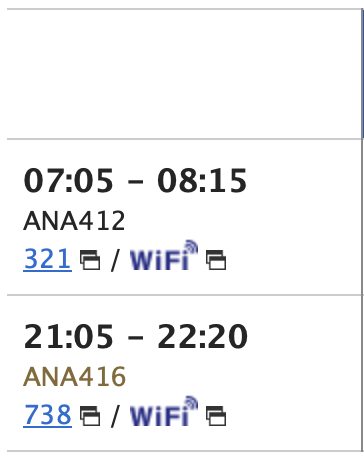 07:05 – 08:15
ANA412
321 / WiFi
21:05 – 22:20
ANA416
738 / WiFi